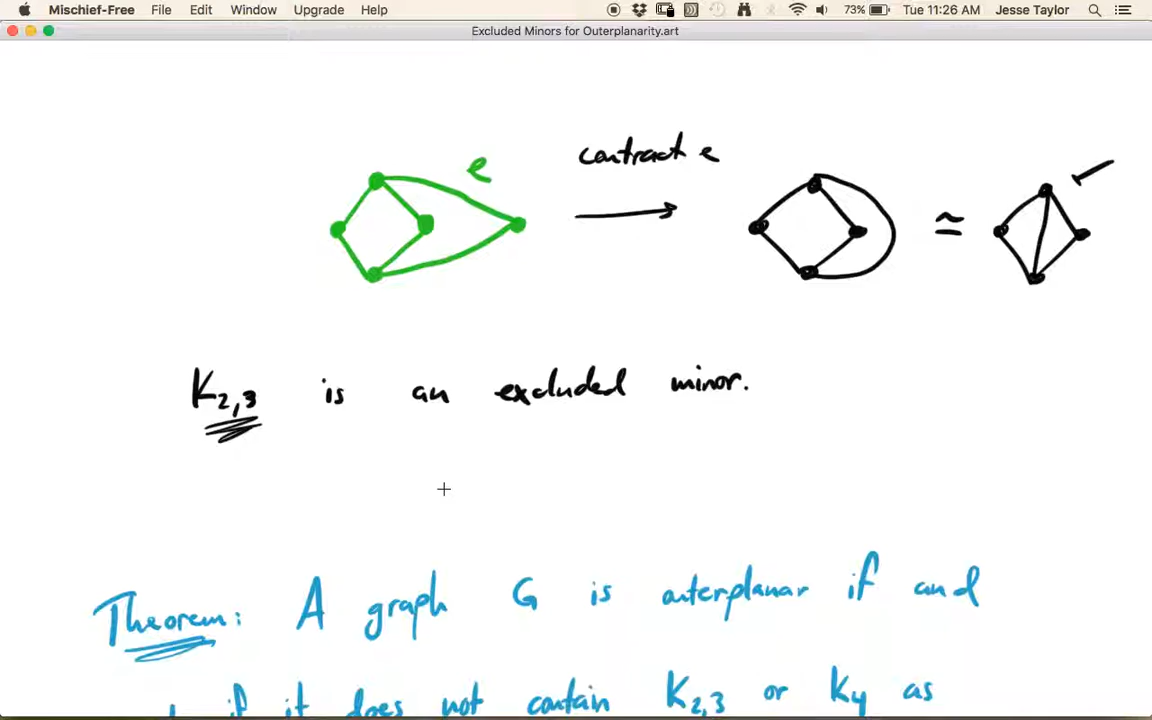 Mischief-Free File Edit Window Upgrade Help 73% Tue 11:26 AM Jesse Taylor
Excluded Minors for Outerplanarity.art
e
contract e
≃
K2,3 is an excluded minor.
Theorem: A graph G is outerplanar if and
if it does not contain K2,3 or K4 as